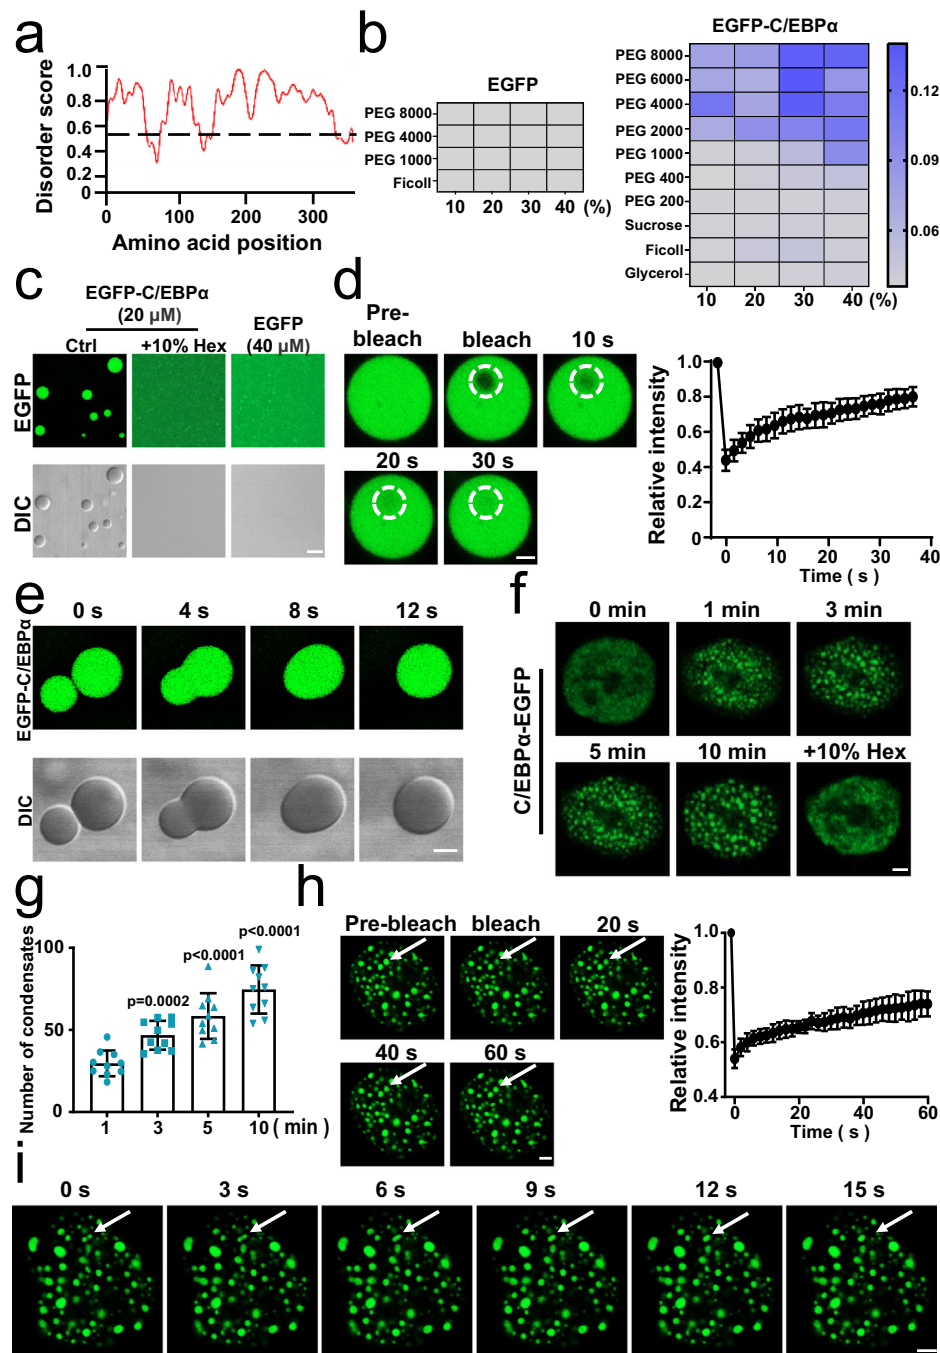 a
1.0
0.8
0.6
0.2
0
Disorder score
0 100 200 300
Amino acid position
b
EGFP
PEG 8000
PEG 4000
PEG 1000
Ficoll
10 20 30 40 (%)
EGFP-C/EBPα
PEG 8000
PEG 6000
PEG 4000
PEG 2000
PEG 1000
PEG 400
PEG 200
Sucrose
Ficoll
Glycerol
10 20 30 40 (%)
0.12
0.09
0.06
c
EGFP-C/EBPα
(20 μM)
Ctrl +10% Hex
EGFP
(40 μM)
EGFP
DIC
d
Pre-
bleach bleach 10 s
20 s 30 s
1.0
0.8
0.6
0.4
0.2
0
Relative intensity
0 10 20 30 40
Time ( s )
e
0 s 4 s 8 s 12 s
EGFP-C/EBPα
DIC
f
0 min 1 min 3 min
5 min 10 min +10% Hex
C/EBPα-EGFP
g
Number of condensates
100
50
0
p=0.0002
p<0.0001
p<0.0001
1 3 5 10 ( min )
h
Pre-bleach bleach 20 s
40 s 60 s
1.0
0.8
0.6
0.4
Relative intensity
0 20 40 60
Time ( s )
i
0 s 3 s 6 s 9 s 12 s 15 s